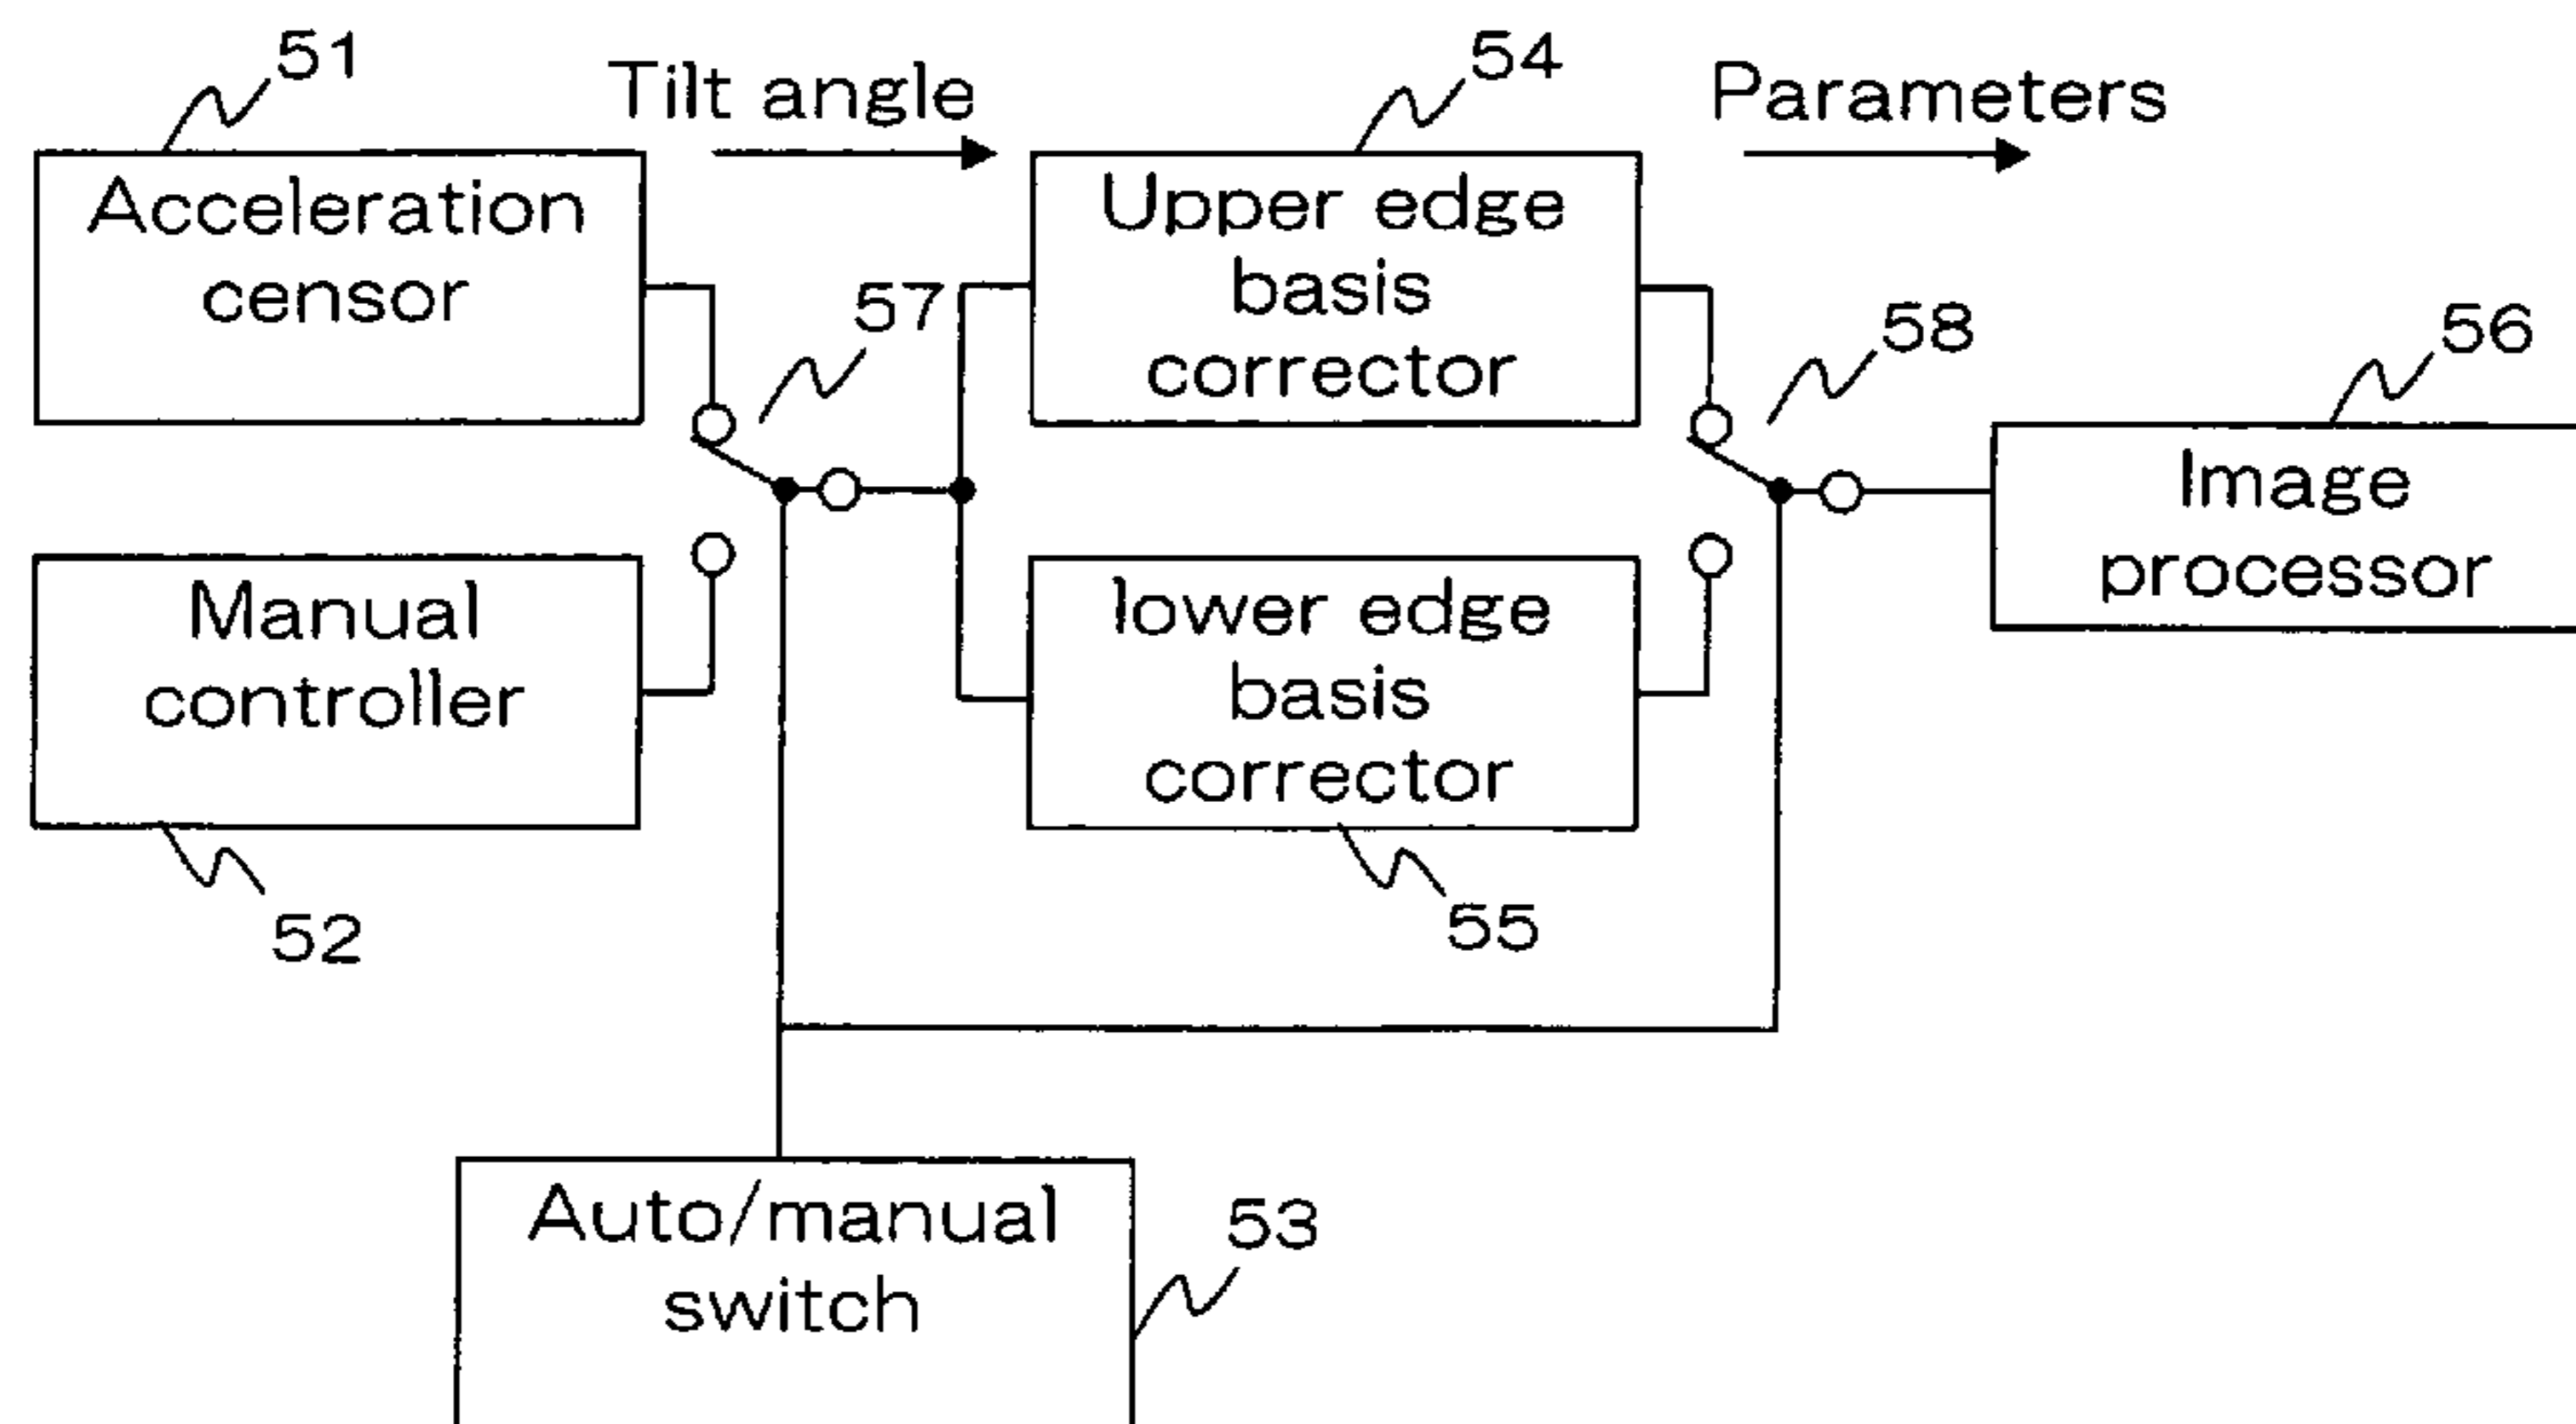 51
Tilt angle
54
Parameters
Acceleration
censor
Upper edge
basis
corrector
57
58
56
Image
processor
Manual
controller
lower edge
basis
corrector
52
55
Auto/manual
switch
53